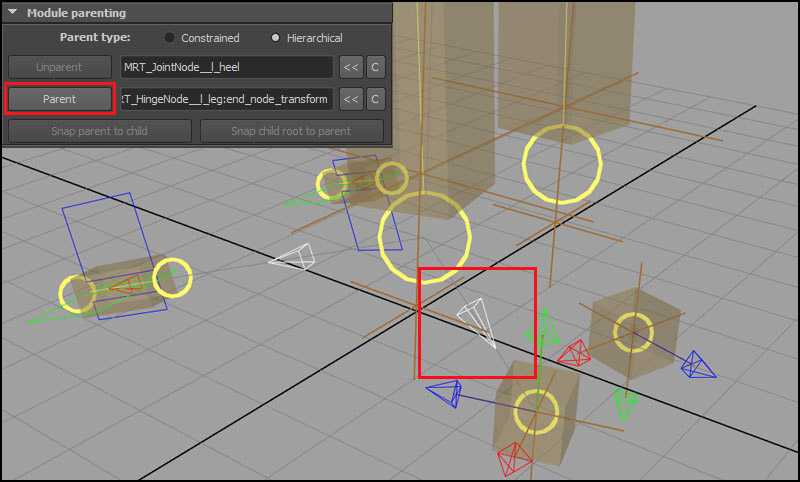 Module parenting
Parent type: Constrained Hierarchical
Unparent MRT_JointNode__l_heel << C
Parent RT_HingeNode__l_leg:end_node_transform << C
Snap parent to child Snap child root to parent